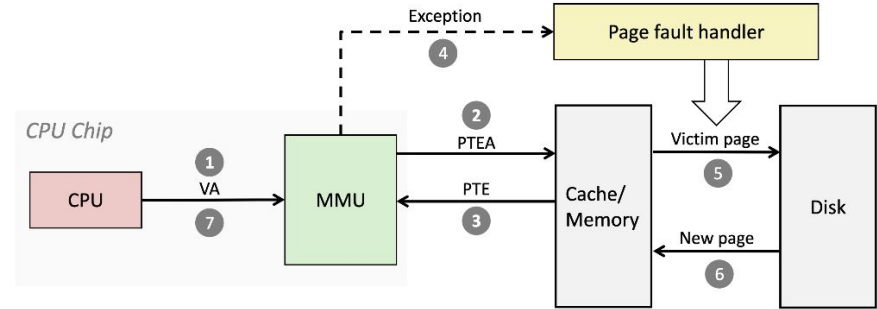 Exception
4
Page fault handler
CPU Chip
2
PTEA
Victim page
5
1
VA
7
CPU
MMU
PTE
3
Cache/
Memory
Disk
New page
6